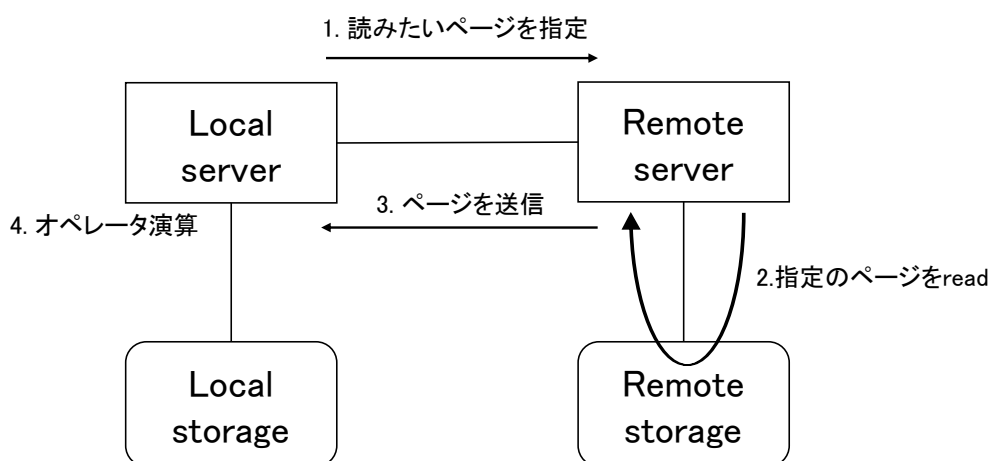 1. 読みたいページを指定
Local
server
Remote
server
3. ページを送信
4. オペレータ演算
2.指定のページをread
Local
storage
Remote
storage